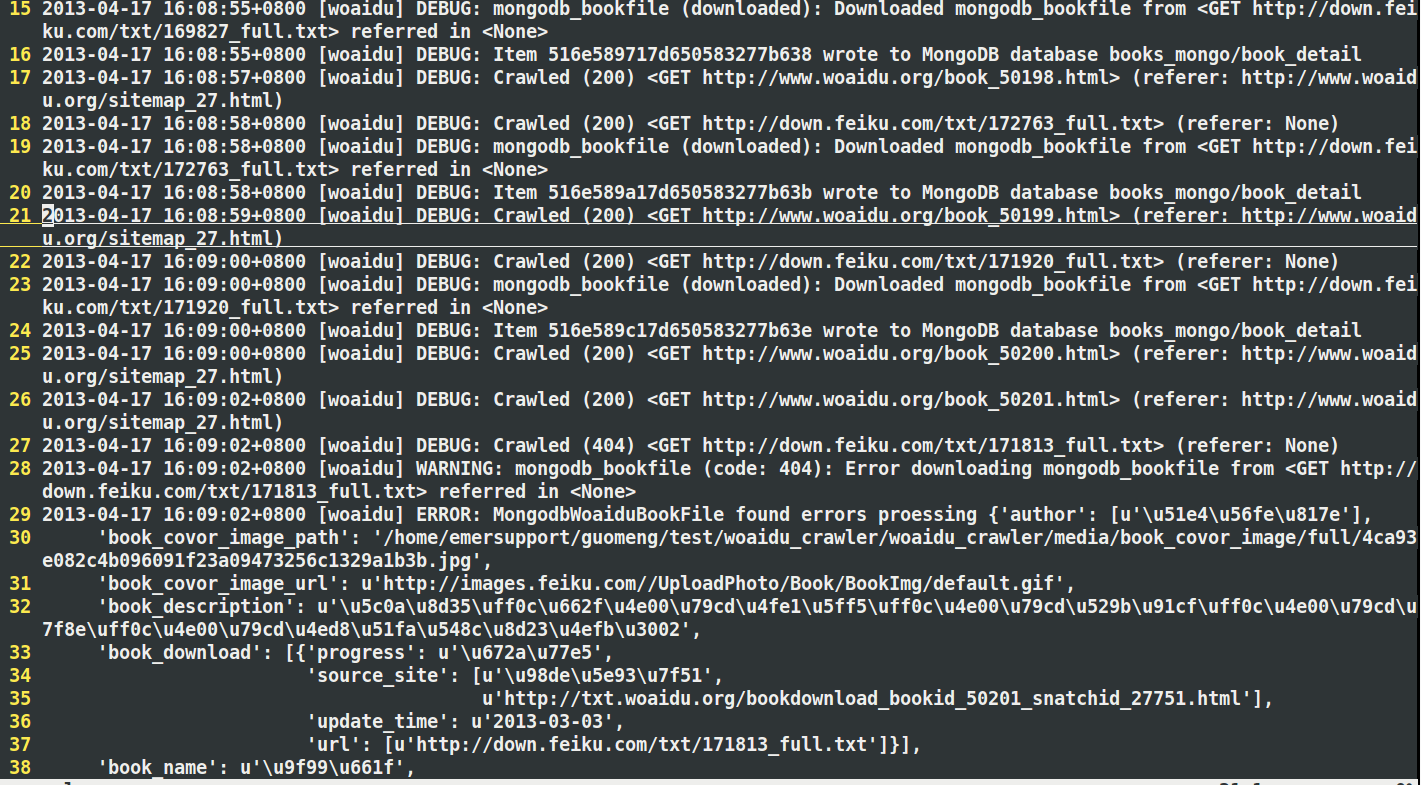 15 2013-04-17 16:08:55+0800 [woaidu] DEBUG: mongodb_bookfile (downloaded): Downloaded mongodb_bookfile from <GET http://down.fei
ku.com/txt/169827_full.txt> referred in <None>
16 2013-04-17 16:08:55+0800 [woaidu] DEBUG: Item 516e589717d650583277b638 wrote to MongoDB database books_mongo/book_detail
17 2013-04-17 16:08:57+0800 [woaidu] DEBUG: Crawled (200) <GET http://www.woaidu.org/book_50198.html> (referer: http://www.woaid
u.org/sitemap_27.html)
18 2013-04-17 16:08:58+0800 [woaidu] DEBUG: Crawled (200) <GET http://down.feiku.com/txt/172763_full.txt> (referer: None)
19 2013-04-17 16:08:58+0800 [woaidu] DEBUG: mongodb_bookfile (downloaded): Downloaded mongodb_bookfile from <GET http://down.fei
ku.com/txt/172763_full.txt> referred in <None>
20 2013-04-17 16:08:58+0800 [woaidu] DEBUG: Item 516e589a17d650583277b63b wrote to MongoDB database books_mongo/book_detail
21 2013-04-17 16:08:59+0800 [woaidu] DEBUG: Crawled (200) <GET http://www.woaidu.org/book_50199.html> (referer: http://www.woaid
u.org/sitemap_27.html)
22 2013-04-17 16:09:00+0800 [woaidu] DEBUG: Crawled (200) <GET http://down.feiku.com/txt/171920_full.txt> (referer: None)
23 2013-04-17 16:09:00+0800 [woaidu] DEBUG: mongodb_bookfile (downloaded): Downloaded mongodb_bookfile from <GET http://down.fei
ku.com/txt/171920_full.txt> referred in <None>
24 2013-04-17 16:09:00+0800 [woaidu] DEBUG: Item 516e589c17d650583277b63e wrote to MongoDB database books_mongo/book_detail
25 2013-04-17 16:09:00+0800 [woaidu] DEBUG: Crawled (200) <GET http://www.woaidu.org/book_50200.html> (referer: http://www.woaid
u.org/sitemap_27.html)
26 2013-04-17 16:09:02+0800 [woaidu] DEBUG: Crawled (200) <GET http://www.woaidu.org/book_50201.html> (referer: http://www.woaid
u.org/sitemap_27.html)
27 2013-04-17 16:09:02+0800 [woaidu] DEBUG: Crawled (404) <GET http://down.feiku.com/txt/171813_full.txt> (referer: None)
28 2013-04-17 16:09:02+0800 [woaidu] WARNING: mongodb_bookfile (code: 404): Error downloading mongodb_bookfile from <GET http://
down.feiku.com/txt/171813_full.txt> referred in <None>
29 2013-04-17 16:09:02+0800 [woaidu] ERROR: MongodbWoaiduBookFile found errors proessing {'author': [u'\u51e4\u56fe\u817e'],
30 'book_covor_image_path': '/home/emersupport/guomeng/test/woaidu_crawler/woaidu_crawler/media/book_covor_image/full/4ca93
e082c4b096091f23a09473256c1329a1b3b.jpg',
31 'book_covor_image_url': u'http://images.feiku.com//UploadPhoto/Book/BookImg/default.gif',
32 'book_description': u'\u5c0a\u8d35\uff0c\u662f\u4e00\u79cd\u4fe1\u5ff5\uff0c\u4e00\u79cd\u529b\u91cf\uff0c\u4e00\u79cd\u
7f8e\uff0c\u4e00\u79cd\u4ed8\u51fa\u548c\u8d23\u4efb\u3002',
33 'book_download': [{'progress': u'\u672a\u77e5',
34 'source_site': [u'\u98de\u5e93\u7f51',
35 u'http://txt.woaidu.org/bookdownload_bookid_50201_snatchid_27751.html'],
36 'update_time': u'2013-03-03',
37 'url': [u'http://down.feiku.com/txt/171813_full.txt']}],
38 'book_name': u'\u9f99\u661f',